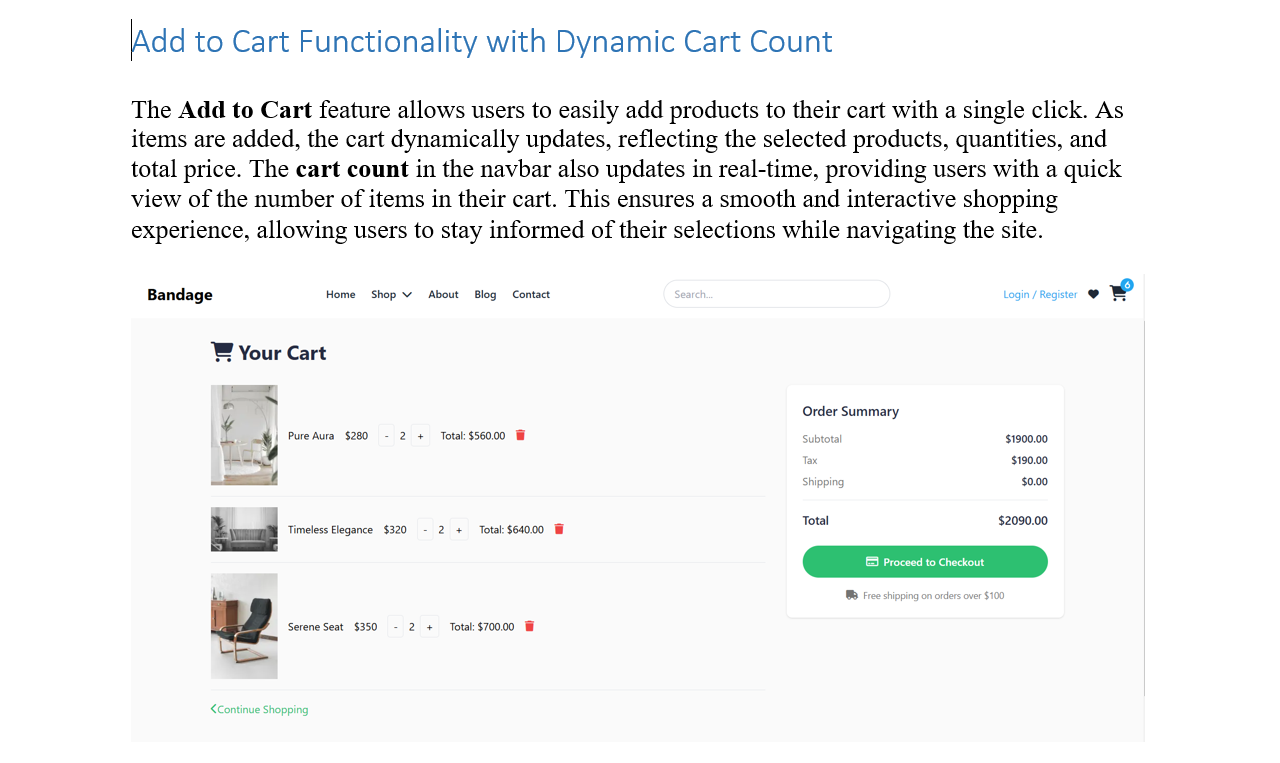 Add to Cart Functionality with Dynamic Cart Count
The Add to Cart feature allows users to easily add products to their cart with a single click. As
items are added, the cart dynamically updates, reflecting the selected products, quantities, and
total price. The cart count in the navbar also updates in real-time, providing users with a quick
view of the number of items in their cart. This ensures a smooth and interactive shopping
experience, allowing users to stay informed of their selections while navigating the site.
Bandage Home Shop About Blog Contact Search... Login / Register 6
Your Cart
Pure Aura $280 - 2 + Total: $560.00
Timeless Elegance $320 - 2 + Total: $640.00
Serene Seat $350 - 2 + Total: $700.00
Continue Shopping
Order Summary
Subtotal $1900.00
Tax $190.00
Shipping $0.00
Total $2090.00
Proceed to Checkout
Free shipping on orders over $100